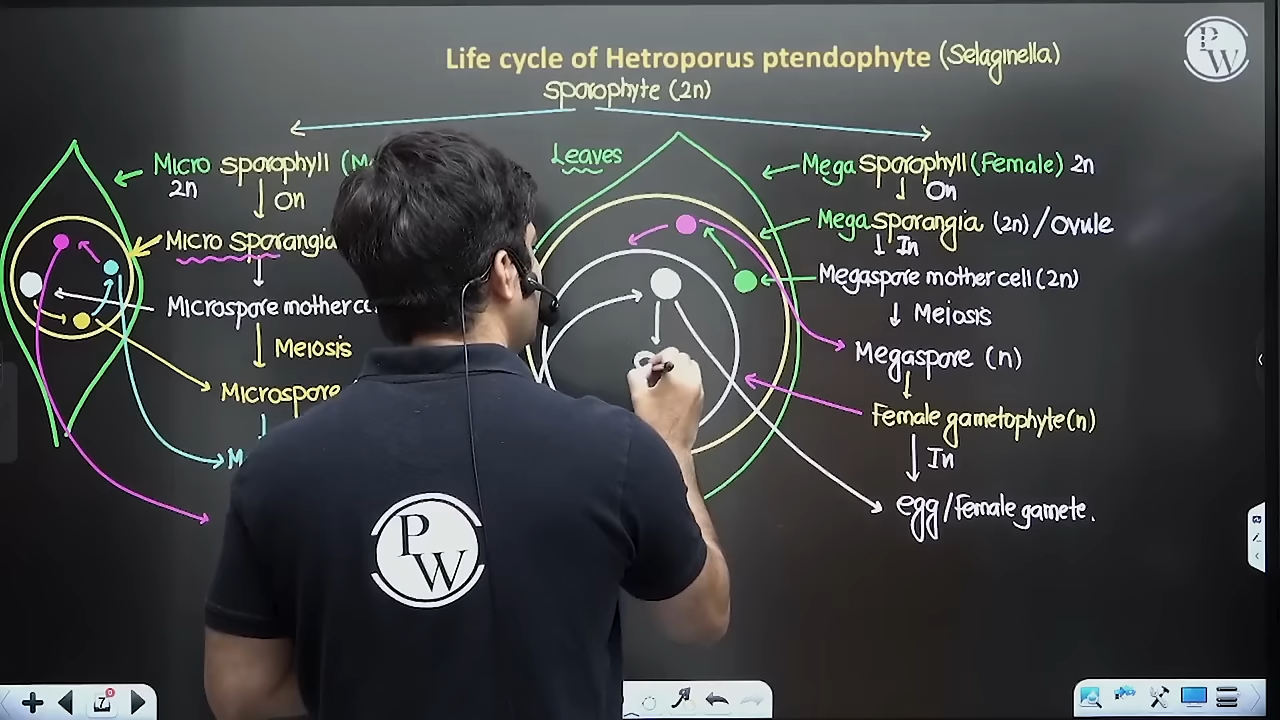 Life cycle of Hetroporus ptendophyte (Selaginella)
sporophyte (2n)
Micro sporophyll
2n
On
Micro sporangia
Microspore mother
Meiosis
Microspore
Leaves
Mega sporophyll (Female) 2n
On
Mega sporangia (2n) / Ovule
In
Megaspore mother cell (2n)
Meiosis
Megaspore (n)
Female gametophyte (n)
In
egg/Female gamete.
PW
PW
7